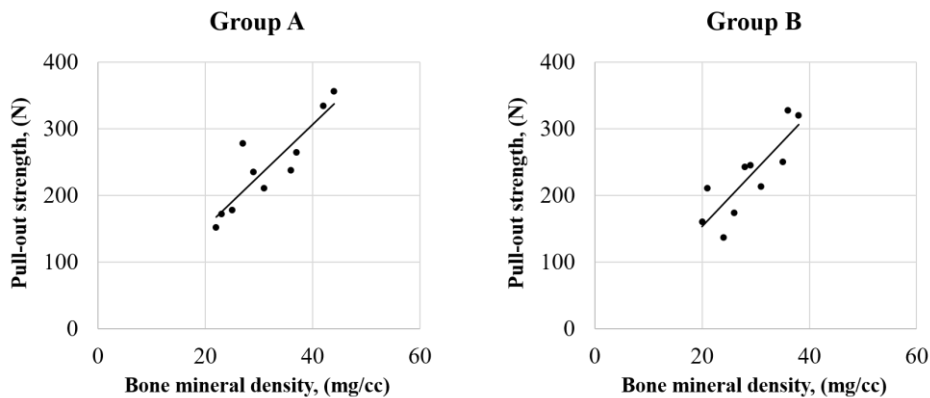 Group A
400
300
200
100
0
0 20 40 60
Pull-out strength, (N)
Bone mineral density, (mg/cc)
Group B
400
300
200
100
0
0 20 40 60
Pull-out strength, (N)
Bone mineral density, (mg/cc)